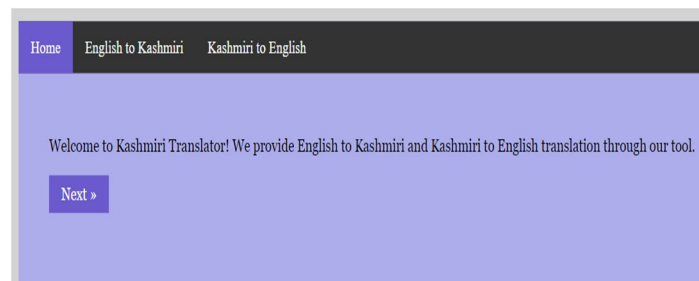 Home English to Kashmiri Kashmiri to English
Welcome to Kashmiri Translator! We provide English to Kashmiri and Kashmiri to English translation through our tool.
Next »